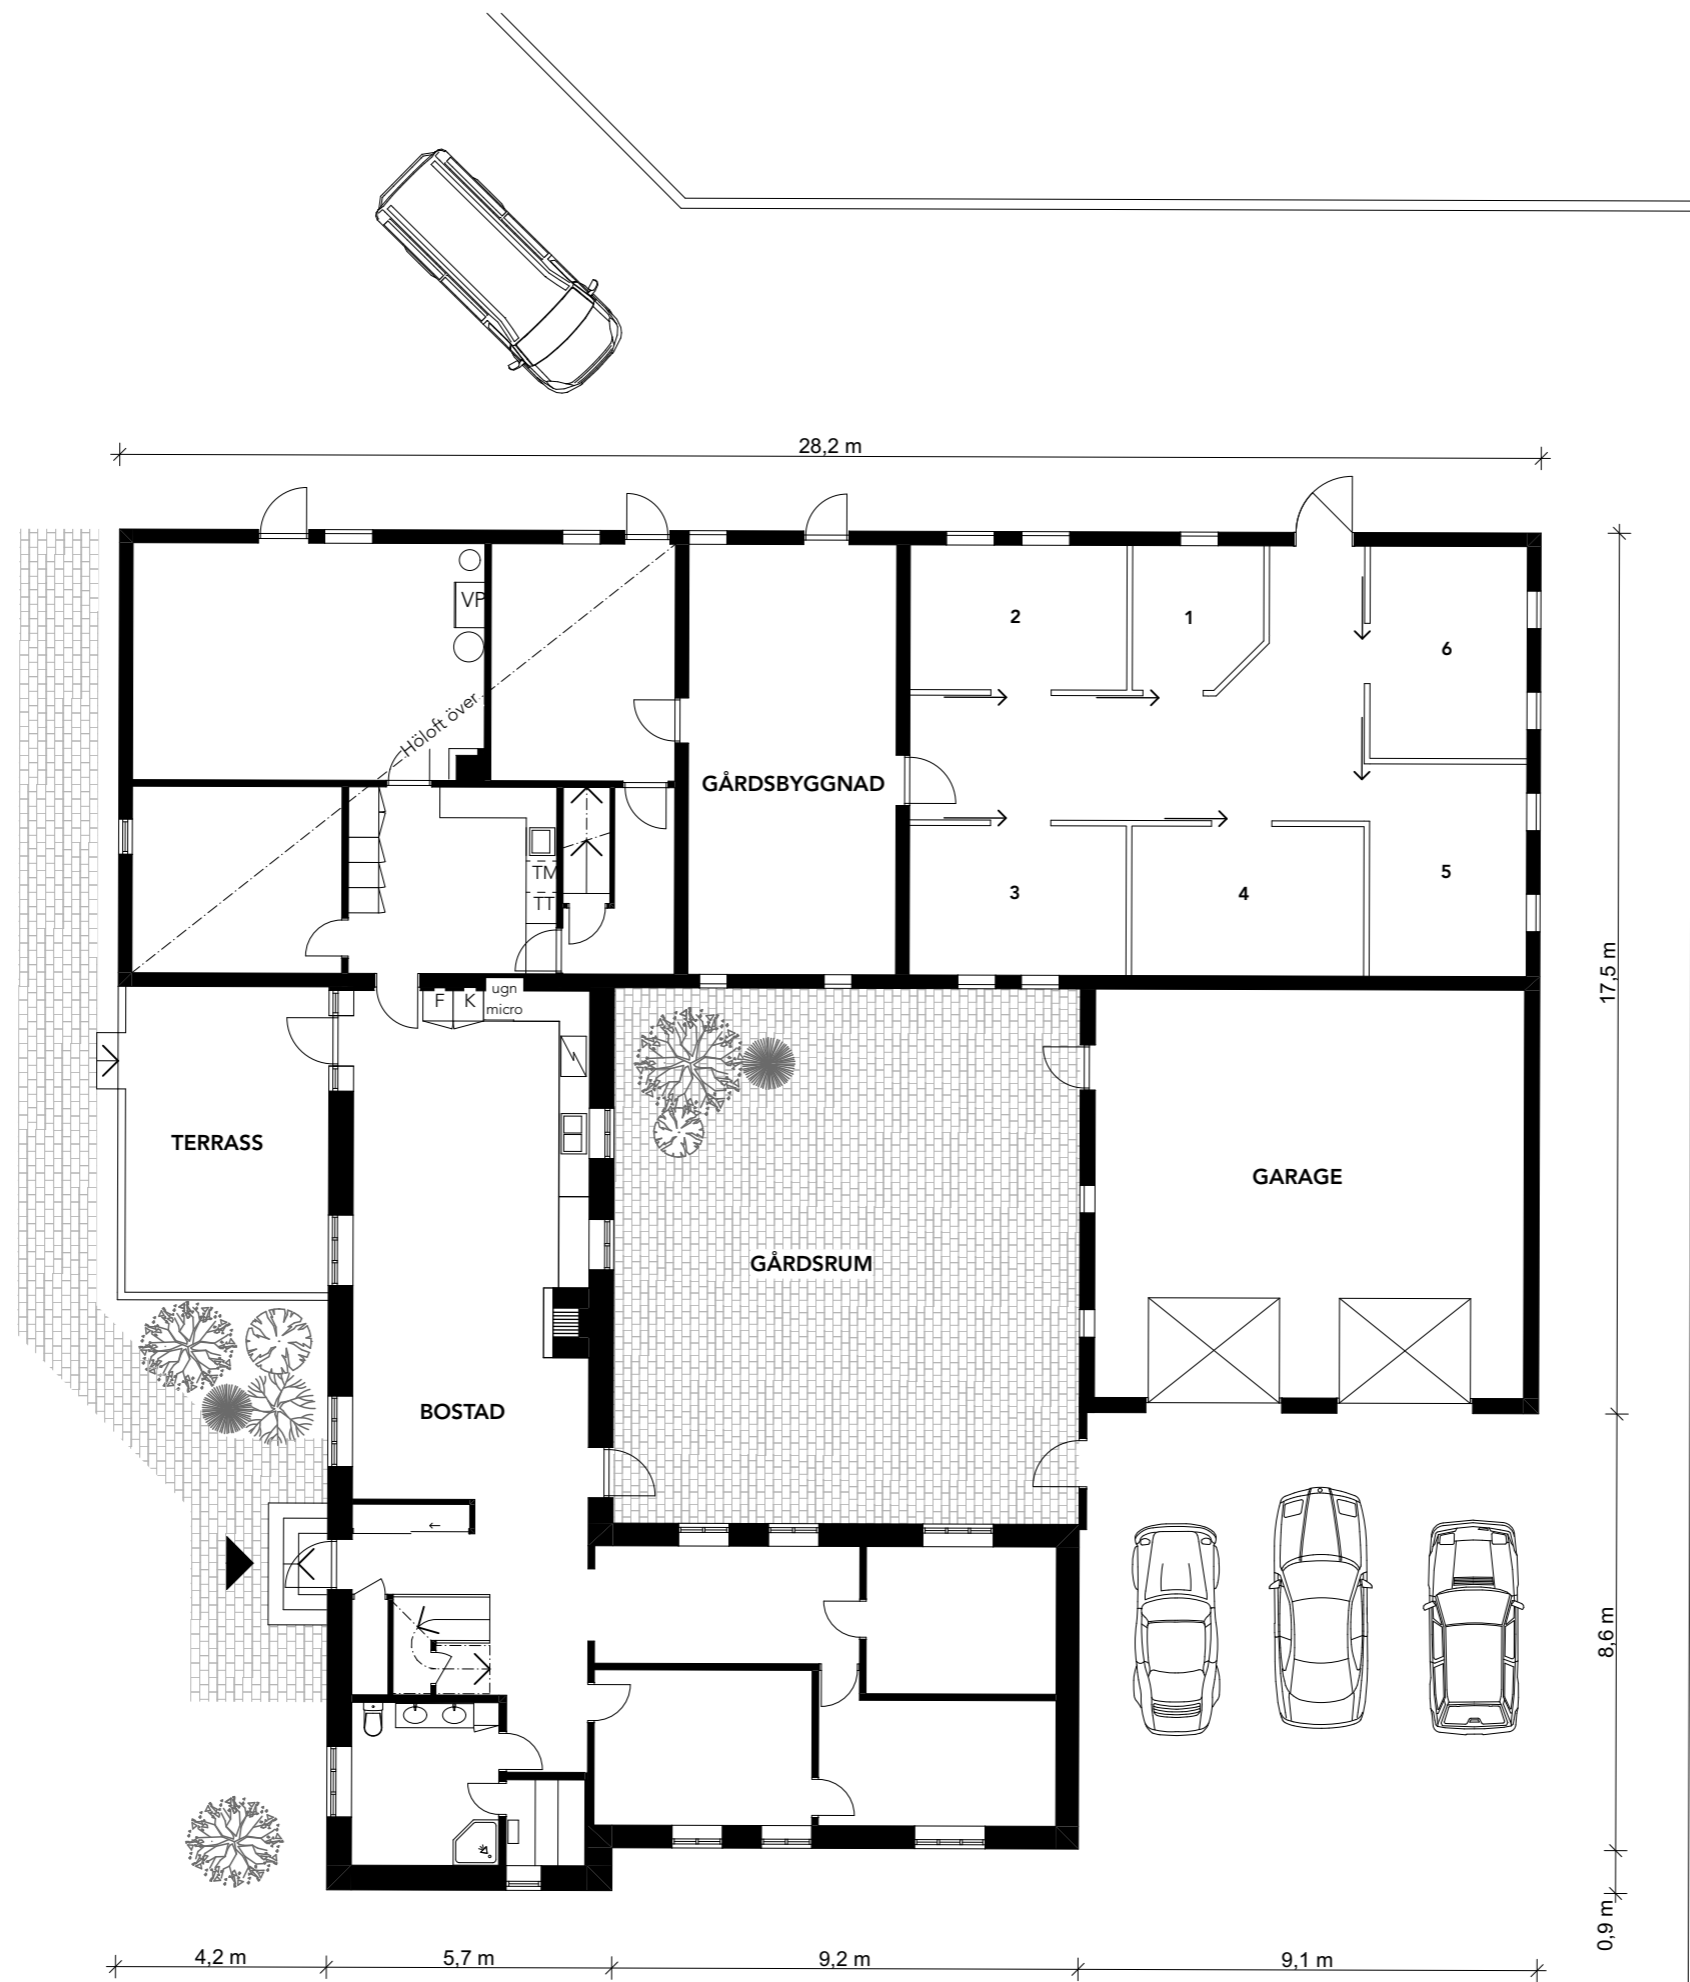 28,2 m
VP
Höloft över
GÅRDSBYGGNAD
2
1
6
3
4
5
TM
TT
F
K
ugn
micro
17,5 m
TERRASS
GÅRDSRUM
GARAGE
BOSTAD
8,6 m
0,9 m
4,2 m
5,7 m
9,2 m
9,1 m